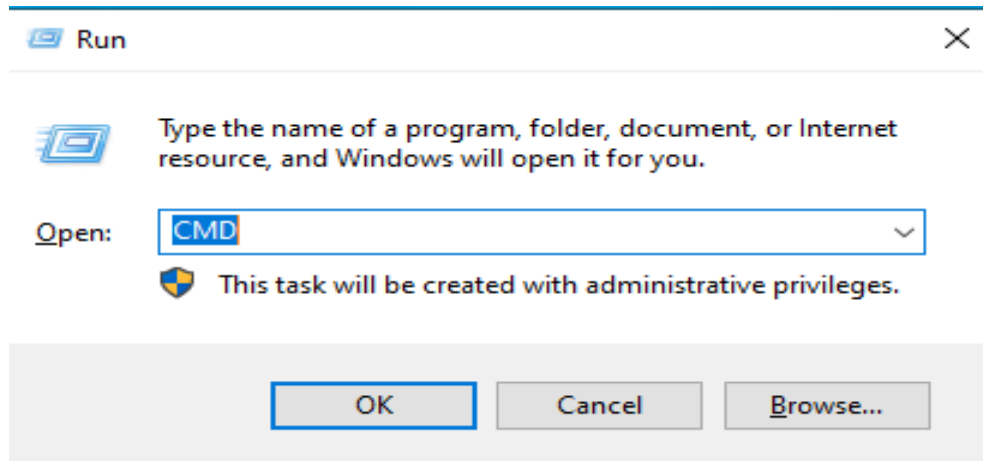 Run
Type the name of a program, folder, document, or Internet
resource, and Windows will open it for you.
Open: CMD
This task will be created with administrative privileges.
OK Cancel Browse...